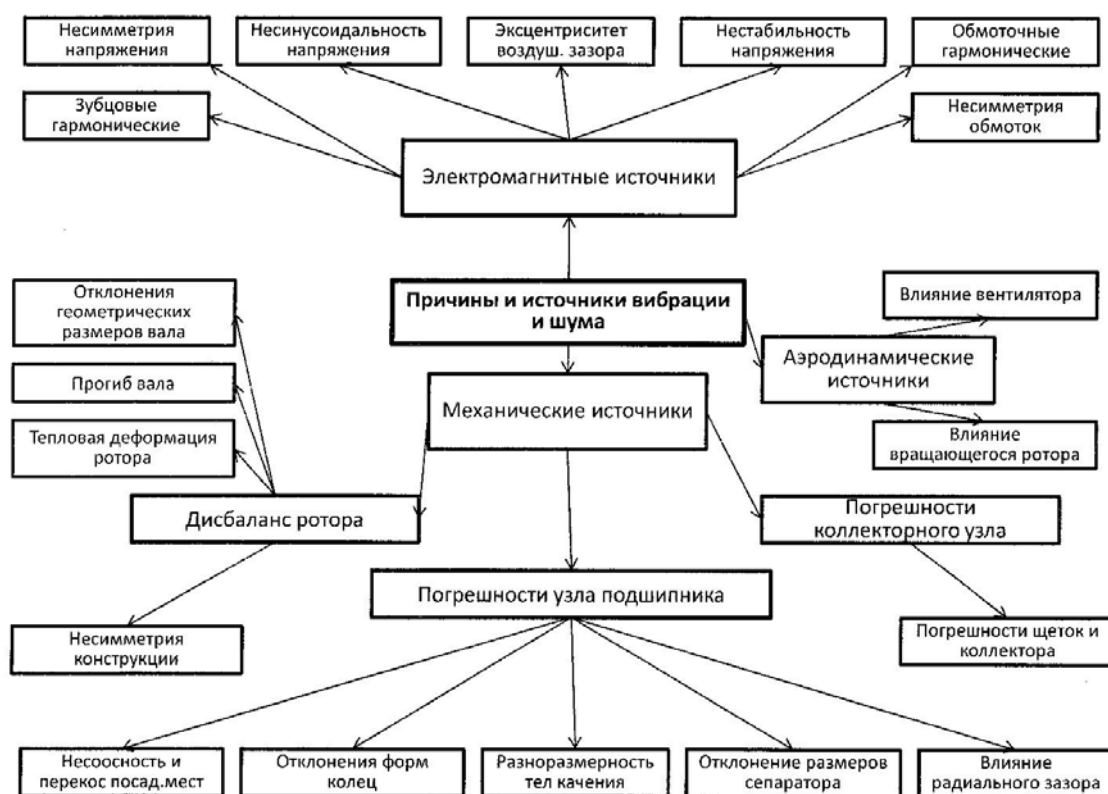 Несимметрия
напряжения
Несинусоидальность
напряжения
Эксцентриситет
воздуш. зазора
Нестабильность
напряжения
Обмоточные
гармонические
Зубцовые
гармонические
Несимметрия
обмоток
Электромагнитные источники
Причины и источники вибрации
и шума
Отклонения
геометрических
размеров вала
Влияние вентилятора
Аэродинамические
источники
Прогиб вала
Механические источники
Тепловая деформация
ротора
Влияние
вращающегося ротора
Дисбаланс ротора
Погрешности
коллекторного узла
Погрешности узла подшипника
Несимметрия
конструкции
Погрешности щеток и
коллектора
Несоосность и
перекос посад.мест
Отклонения форм
колец
Разноразмерность
тел качения
Отклонение размеров
сепаратора
Влияние
радиального зазора